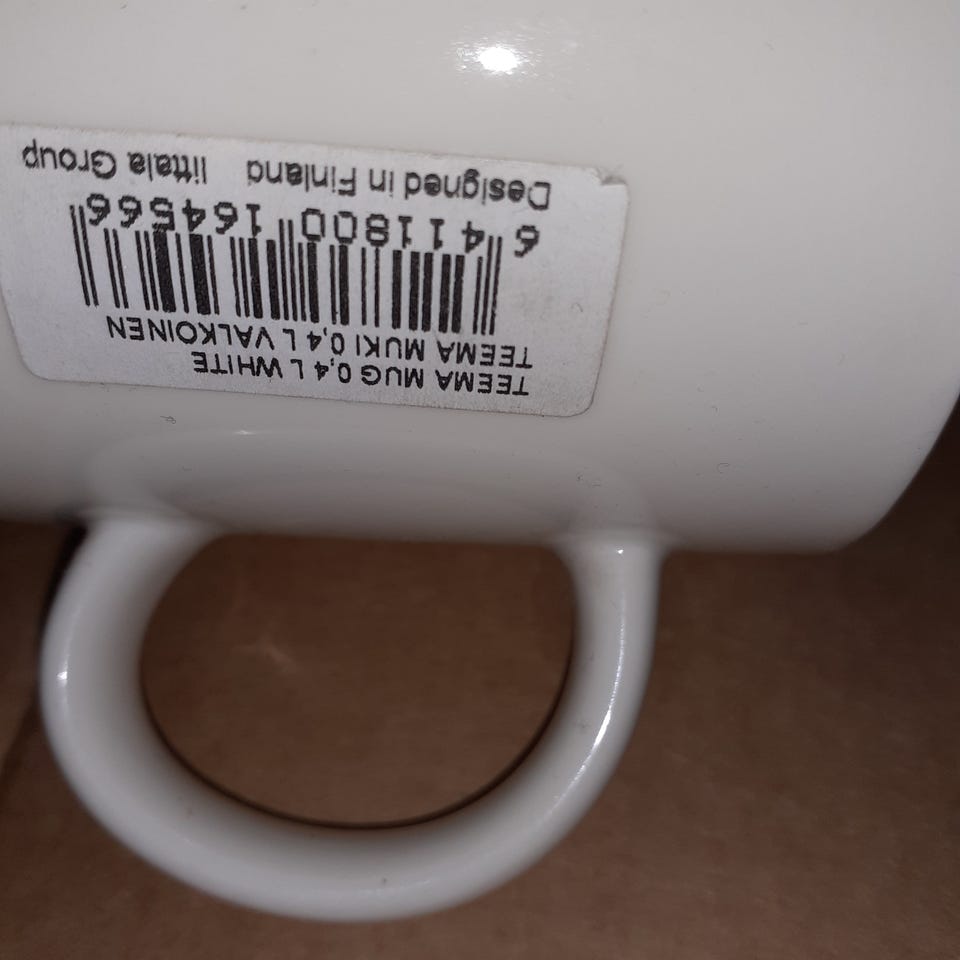 TEEMA MUG 0,4 L WHITE
TEEMA MUKI 0,4 L VALKOINEN
6 411800 164566
Designed in Finland Iittala Group